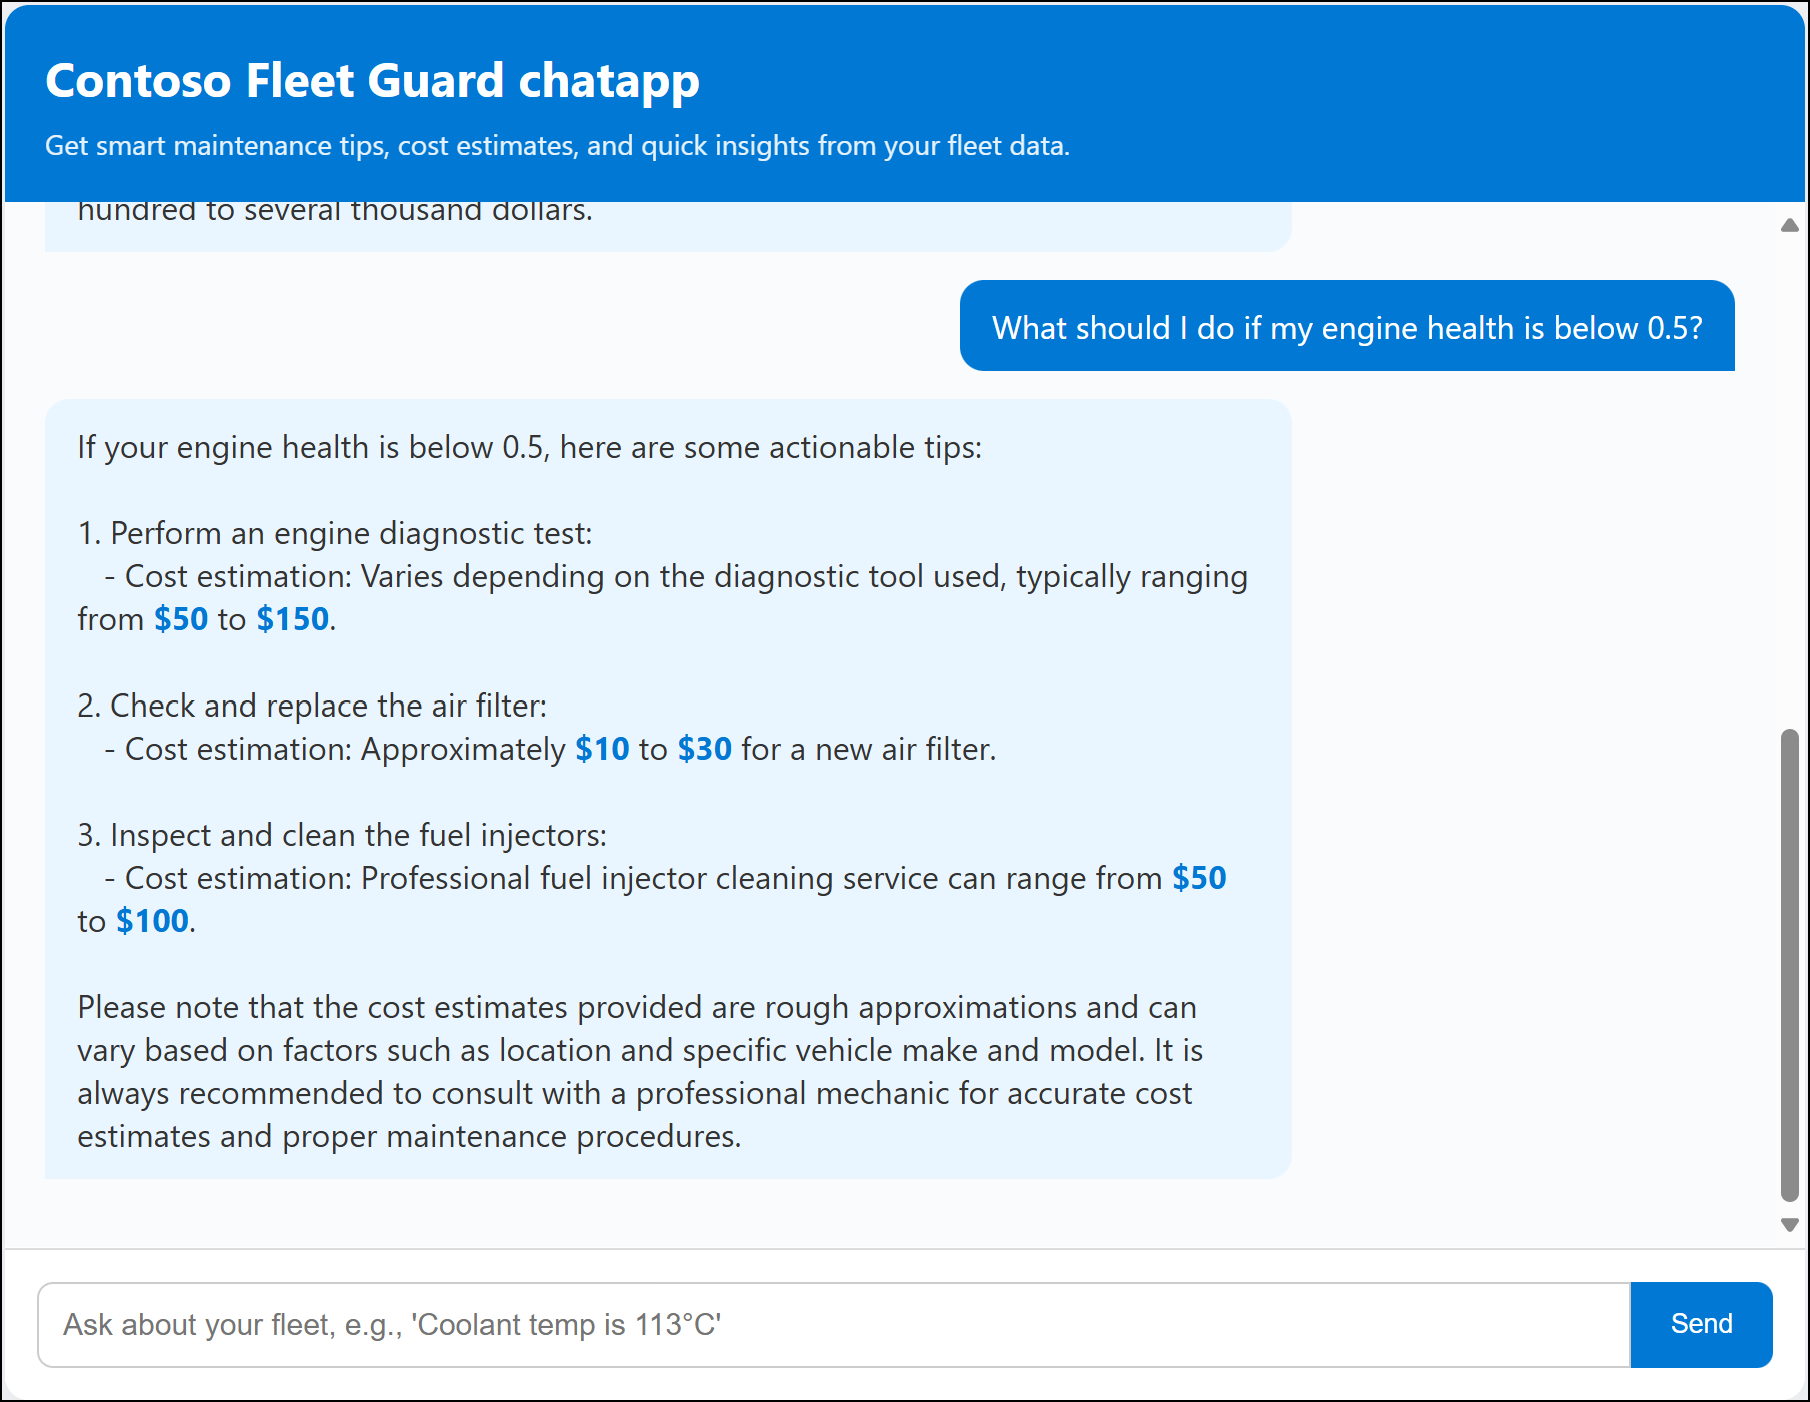 Contoso Fleet Guard chatapp
Get smart maintenance tips, cost estimates, and quick insights from your fleet data.
hundred to several thousand dollars.
What should I do if my engine health is below 0.5?
If your engine health is below 0.5, here are some actionable tips:
1. Perform an engine diagnostic test:
- Cost estimation: Varies depending on the diagnostic tool used, typically ranging
from $50 to $150.
2. Check and replace the air filter:
- Cost estimation: Approximately $10 to $30 for a new air filter.
3. Inspect and clean the fuel injectors:
- Cost estimation: Professional fuel injector cleaning service can range from $50
to $100.
Please note that the cost estimates provided are rough approximations and can
vary based on factors such as location and specific vehicle make and model. It is
always recommended to consult with a professional mechanic for accurate cost
estimates and proper maintenance procedures.
Ask about your fleet, e.g., 'Coolant temp is 113°C'
Send